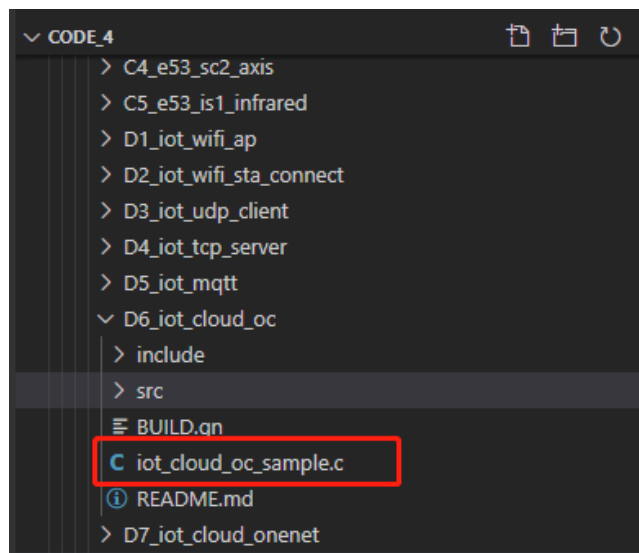 CODE_4
C4_e53_sc2_axis
C5_e53_is1_infrared
D1_iot_wifi_ap
D2_iot_wifi_sta_connect
D3_iot_udp_client
D4_iot_tcp_server
D5_iot_mqtt
D6_iot_cloud_oc
include
src
BUILD.gn
C iot_cloud_oc_sample.c
README.md
D7_iot_cloud_onenet